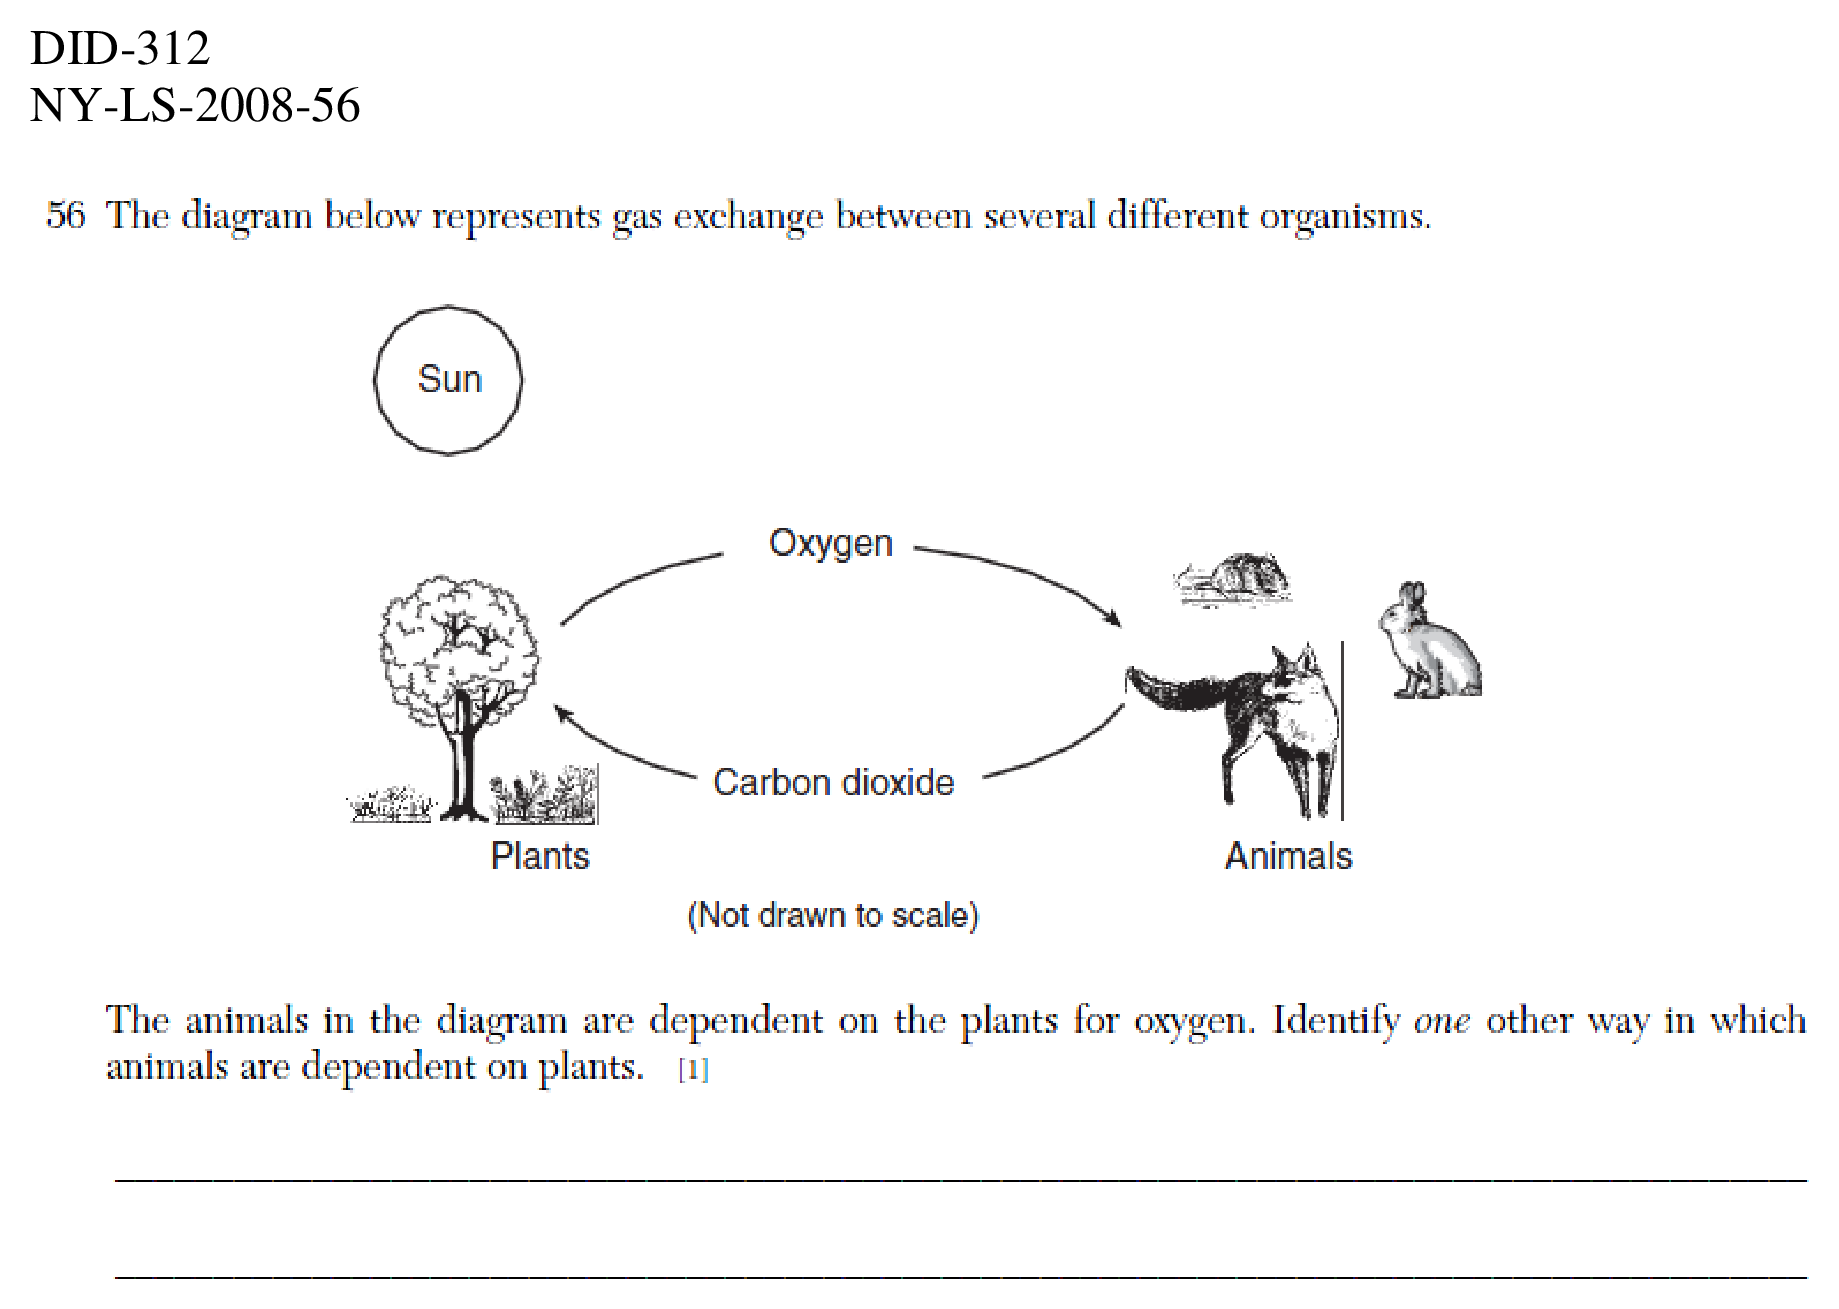 DID-312
NY-LS-2008-56
56 The diagram below represents gas exchange between several different organisms.
Sun
Oxygen
Carbon dioxide
Plants
Animals
(Not drawn to scale)
The animals in the diagram are dependent on the plants for oxygen. Identify one other way in which
animals are dependent on plants. [1]